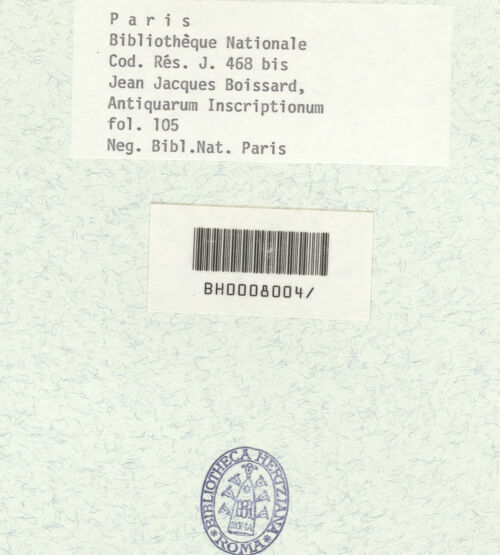 P a r i s
Bibliothèque Nationale
Cod. Rés. J. 468 bis
Jean Jacques Boissard,
Antiquarum Inscriptionum
fol. 105
Neg. Bibl.Nat. Paris
BH0008004/
BIBLIOTHECA HERTZIANA
* ROMA *
ROMA